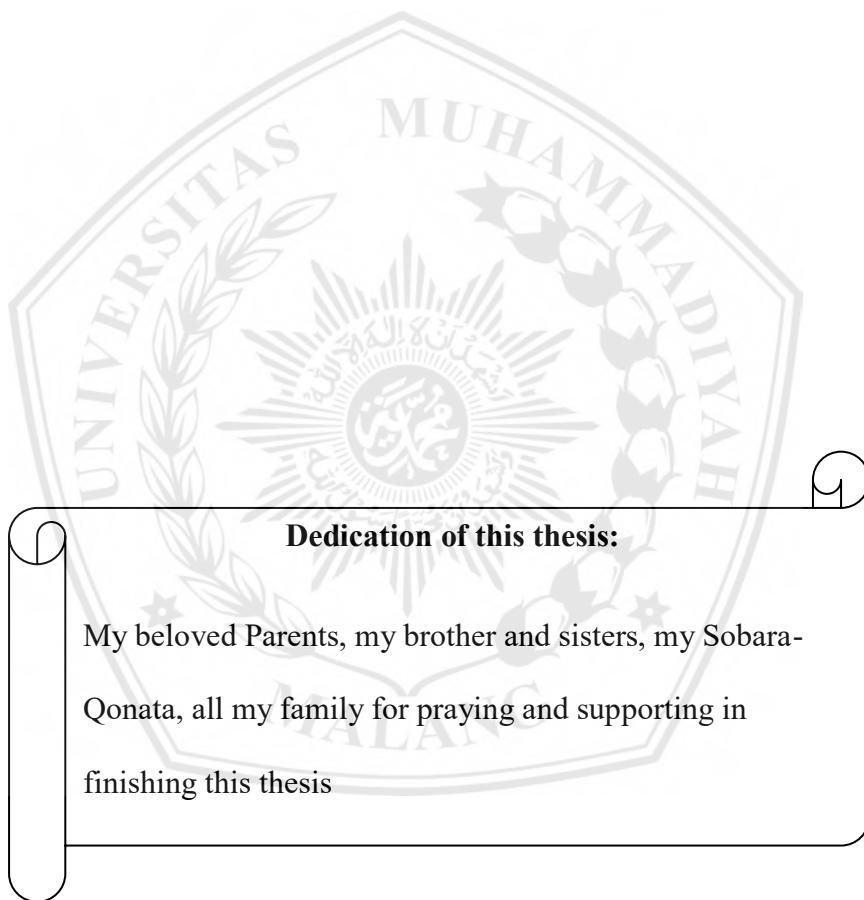 UNIVERSITAS MUHAMMADIYAH
MALANG
Dedication of this thesis:
My beloved Parents, my brother and sisters, my Sobara-
Qonata, all my family for praying and supporting in
finishing this thesis